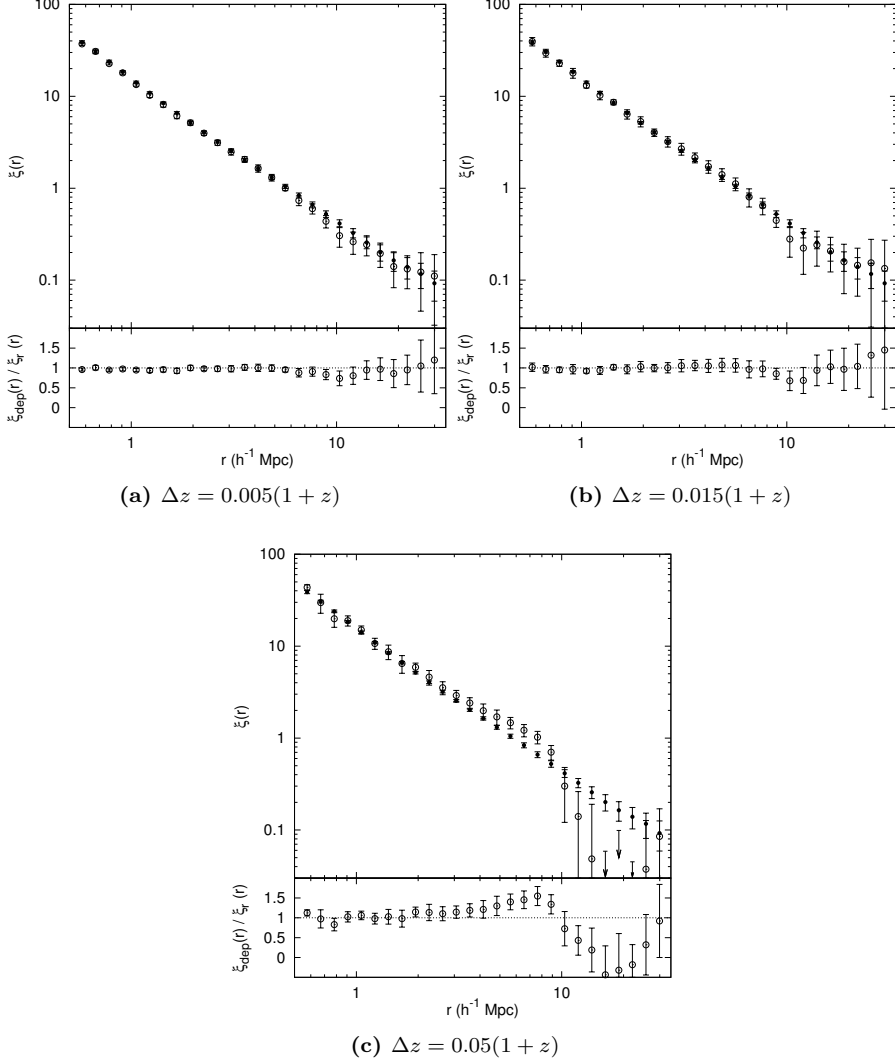 100
10
1
0.1
ξ(r)
1.5
1
0.5
0
ξdep(r) / ξr (r)
1
10
r (h-1 Mpc)
(a) Δz = 0.005(1 + z)
100
10
1
0.1
ξ(r)
1.5
1
0.5
0
ξdep(r) / ξr (r)
1
10
r (h-1 Mpc)
(b) Δz = 0.015(1 + z)
100
10
1
0.1
ξ(r)
1.5
1
0.5
0
ξdep(r) / ξr (r)
1
10
r (h-1 Mpc)
(c) Δz = 0.05(1 + z)